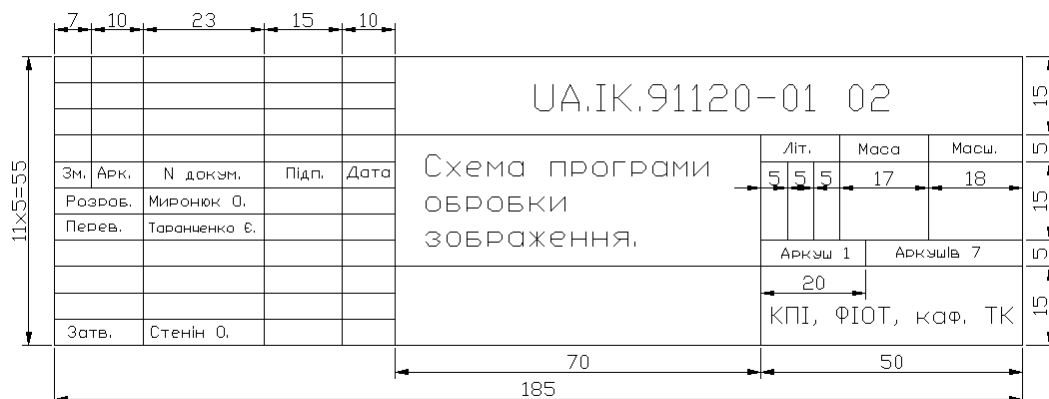 7 10 23 15 10
UA.IK.91120-01 02
15
Літ. Маса Масш. 5
Схема програми
Зм. Арк. N докум. Підп. Дата
5 5 5 17 18
11x5=55
Розроб. Миронюк О.
обробки
15
Перев. Таранченко Є.
зображення.
Аркуш 1 Аркушів 7 5
20
КПІ, ФІОТ, каф. ТК 15
Затв. Стенін О.
70 50
185